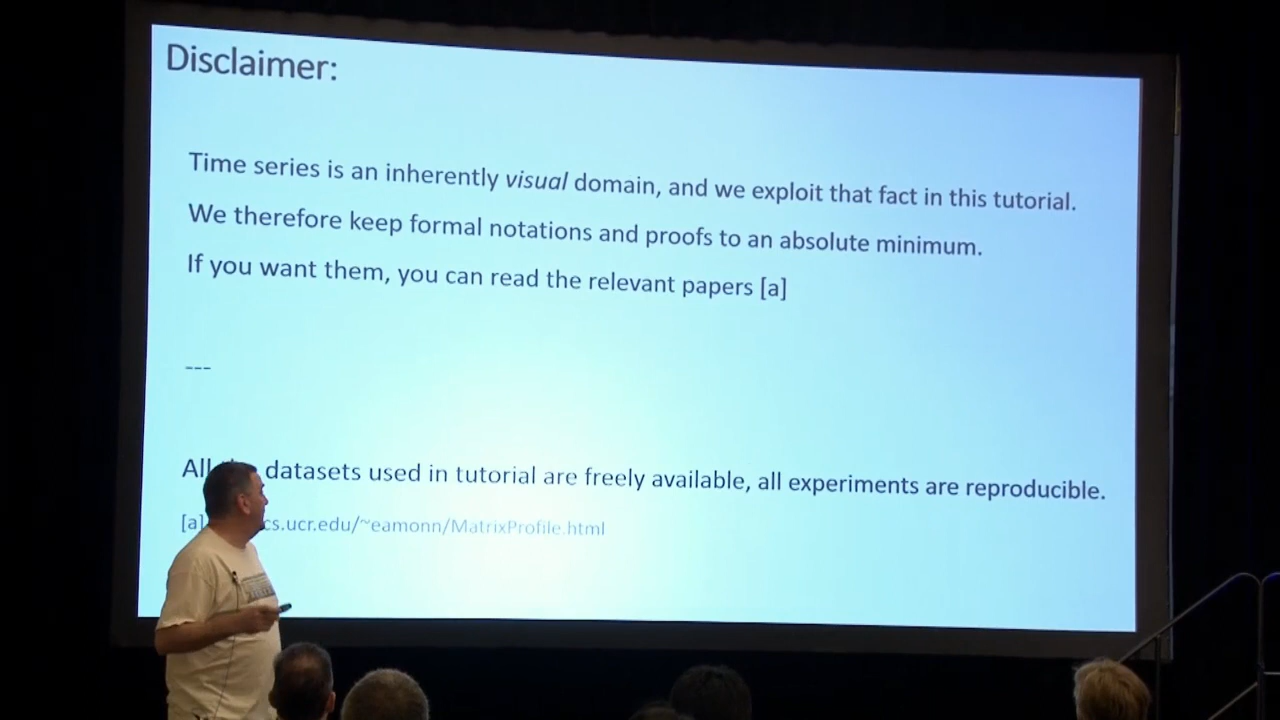 Disclaimer:
Time series is an inherently visual domain, and we exploit that fact in this tutorial.
We therefore keep formal notations and proofs to an absolute minimum.
If you want them, you can read the relevant papers [a]
---
All datasets used in tutorial are freely available, all experiments are reproducible.
[a] cs.ucr.edu/~eamonn/MatrixProfile.html